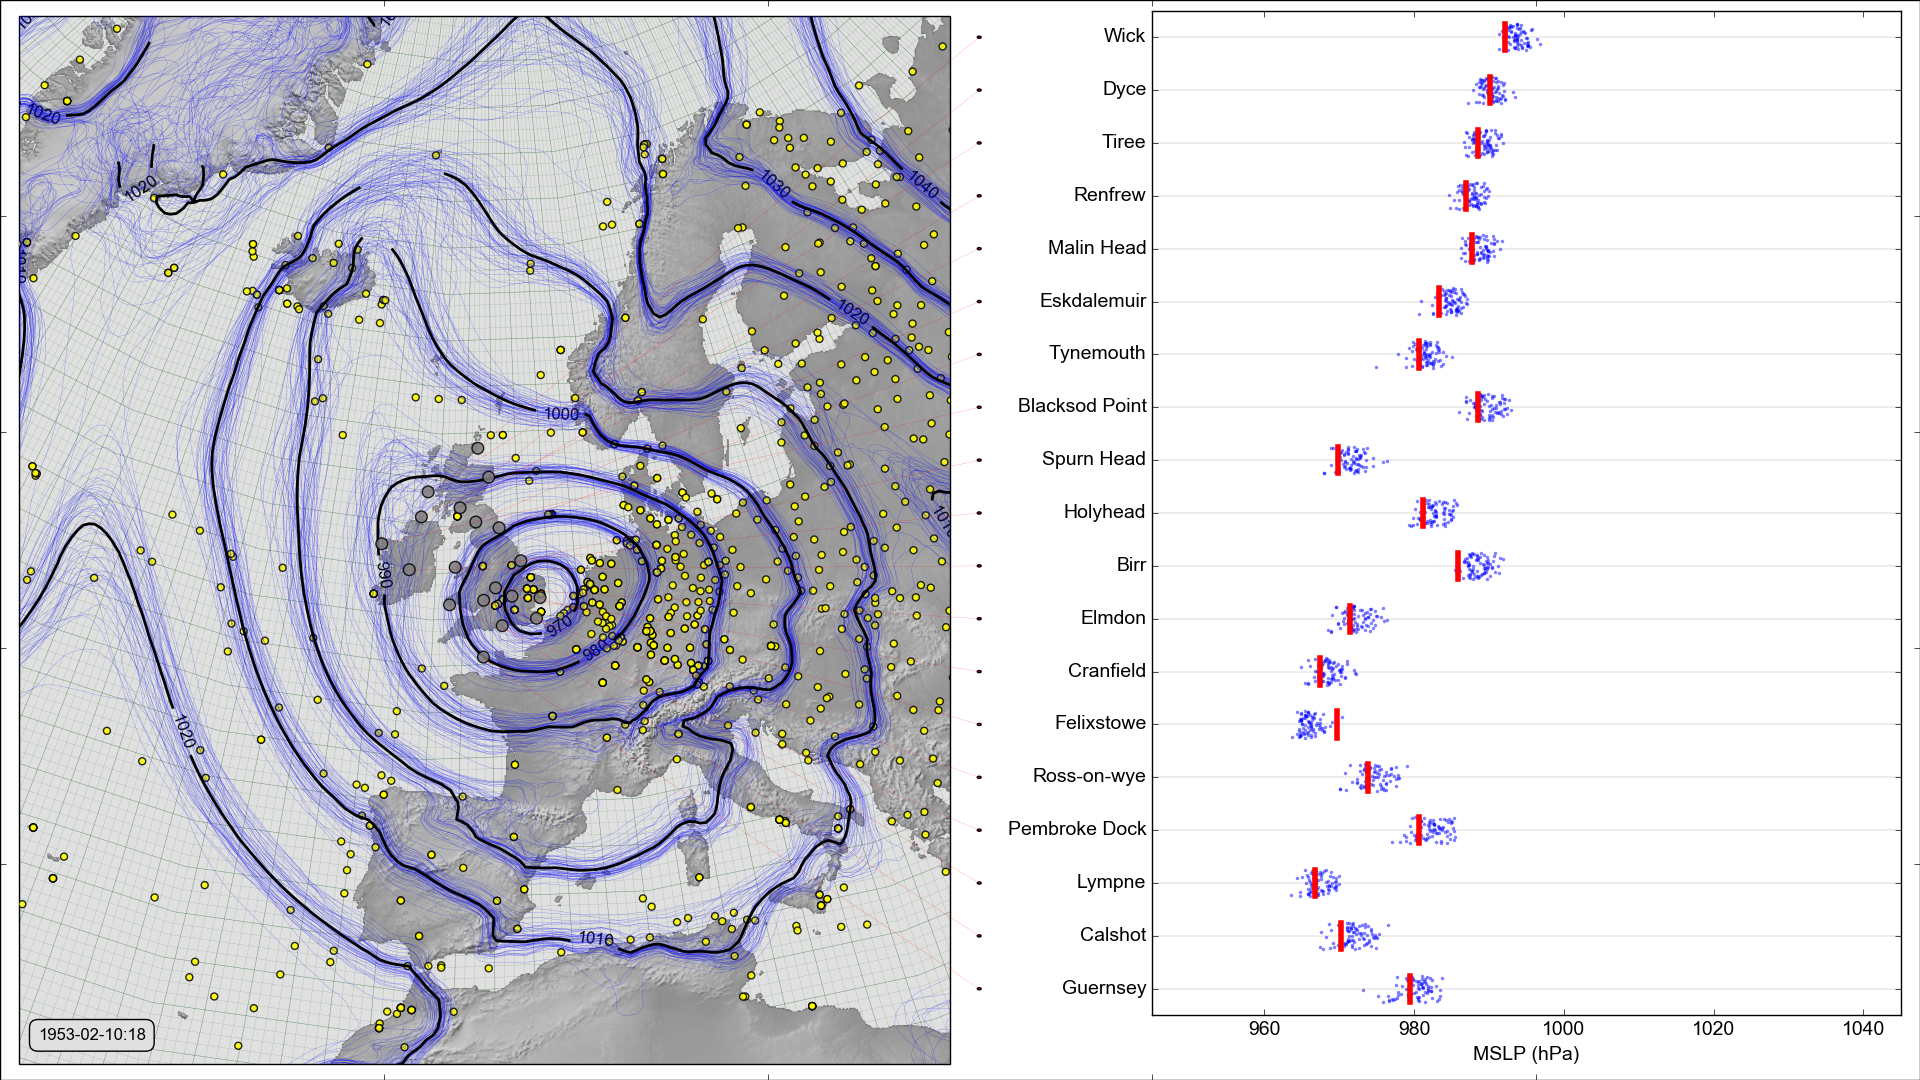 1020
1020
1030
1040
1020
1000
990
970
980
1020
1010
1010
1953-02-10:18
Wick
Dyce
Tiree
Renfrew
Malin Head
Eskdalemuir
Tynemouth
Blacksod Point
Spurn Head
Holyhead
Birr
Elmdon
Cranfield
Felixstowe
Ross-on-wye
Pembroke Dock
Lympne
Calshot
Guernsey
960 980 1000 1020 1040
MSLP (hPa)